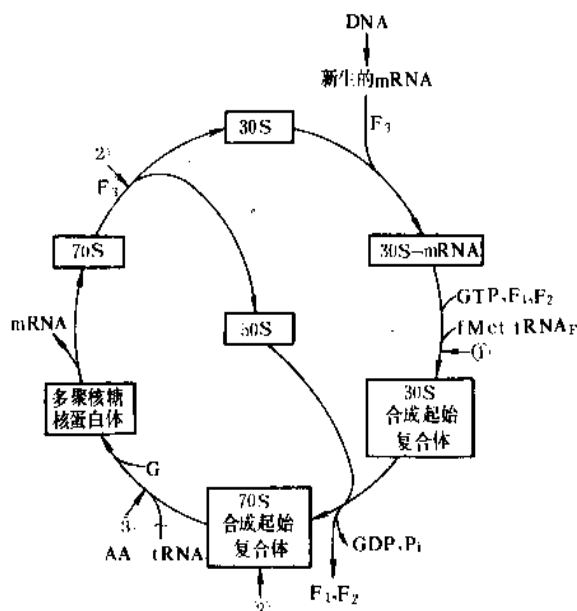 DNA
新生的mRNA
F₃
30S
2)
F₃
70S
30S-mRNA
GTP,F₁,F₂
fMet tRNA_F
①
50S
mRNA
多聚核糖
核蛋白体
30S
合成起始
复合体
G
70S
合成起始
复合体
AA tRNA
GDP,Pi
F₁,F₂